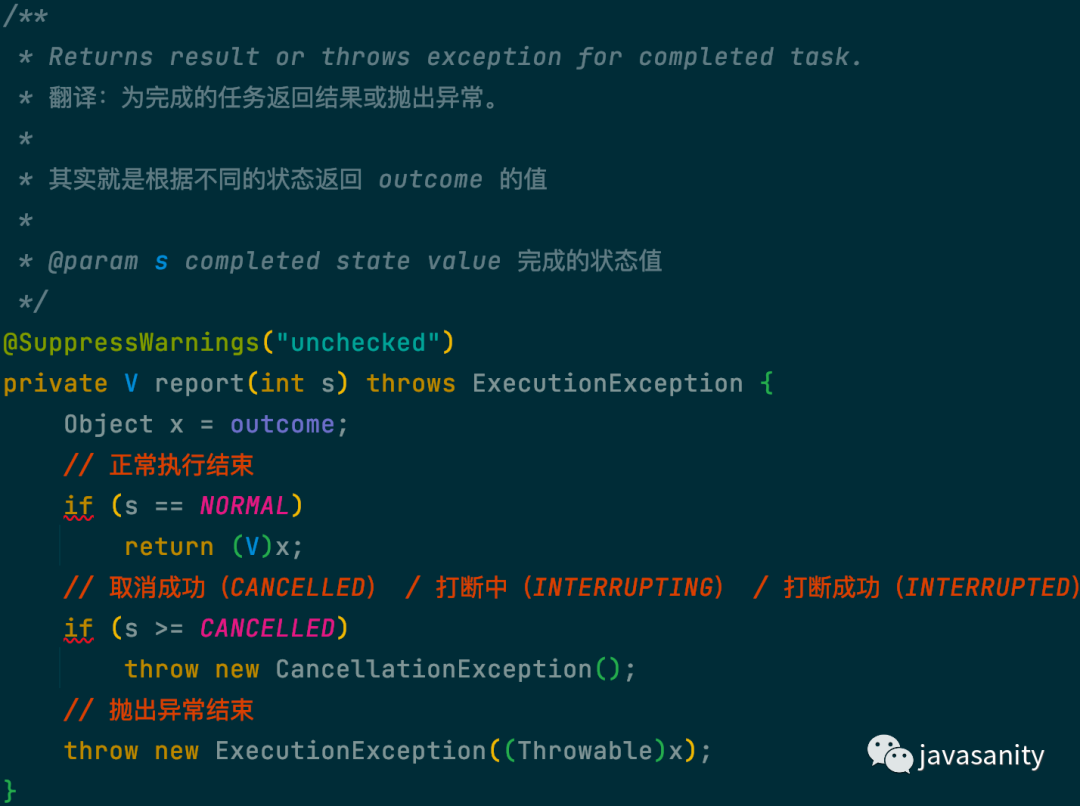 /**
 * Returns result or throws exception for completed task.
 * 翻译：为完成的任务返回结果或抛出异常。
 *
 * 其实就是根据不同的状态返回 outcome 的值
 *
 * @param s completed state value 完成的状态值
 */
@SuppressWarnings("unchecked")
private V report(int s) throws ExecutionException {
    Object x = outcome;
    // 正常执行结束
    if (s == NORMAL)
        return (V)x;
    // 取消成功（CANCELLED） / 打断中（INTERRUPTING） / 打断成功（INTERRUPTED）
    if (s >= CANCELLED)
        throw new CancellationException();
    // 抛出异常结束
    throw new ExecutionException((Throwable)x);
}
javasanity